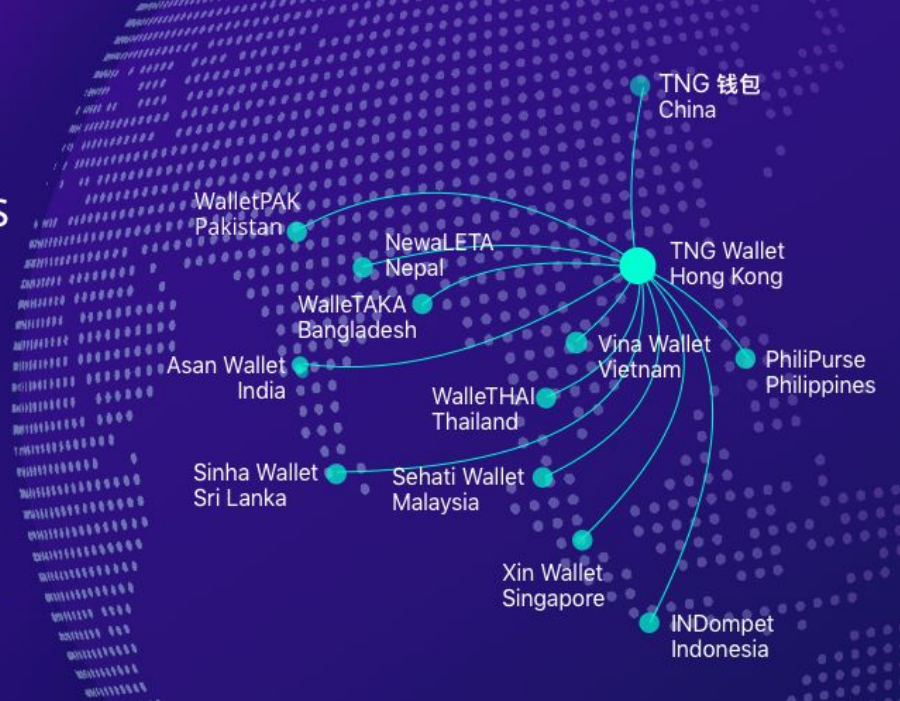 TNG 钱包
China
WalletPAK
Pakistan
S
NewaLETA
Nepal
TNG Wallet
Hong Kong
WalleTAKA
Bangladesh
Vina Wallet
Vietnam
Asan Wallet
India
PhiliPurse
Philippines
WalleTHAI
Thailand
Sinha Wallet
Sri Lanka
Sehati Wallet
Malaysia
Xin Wallet
Singapore
INDompet
Indonesia